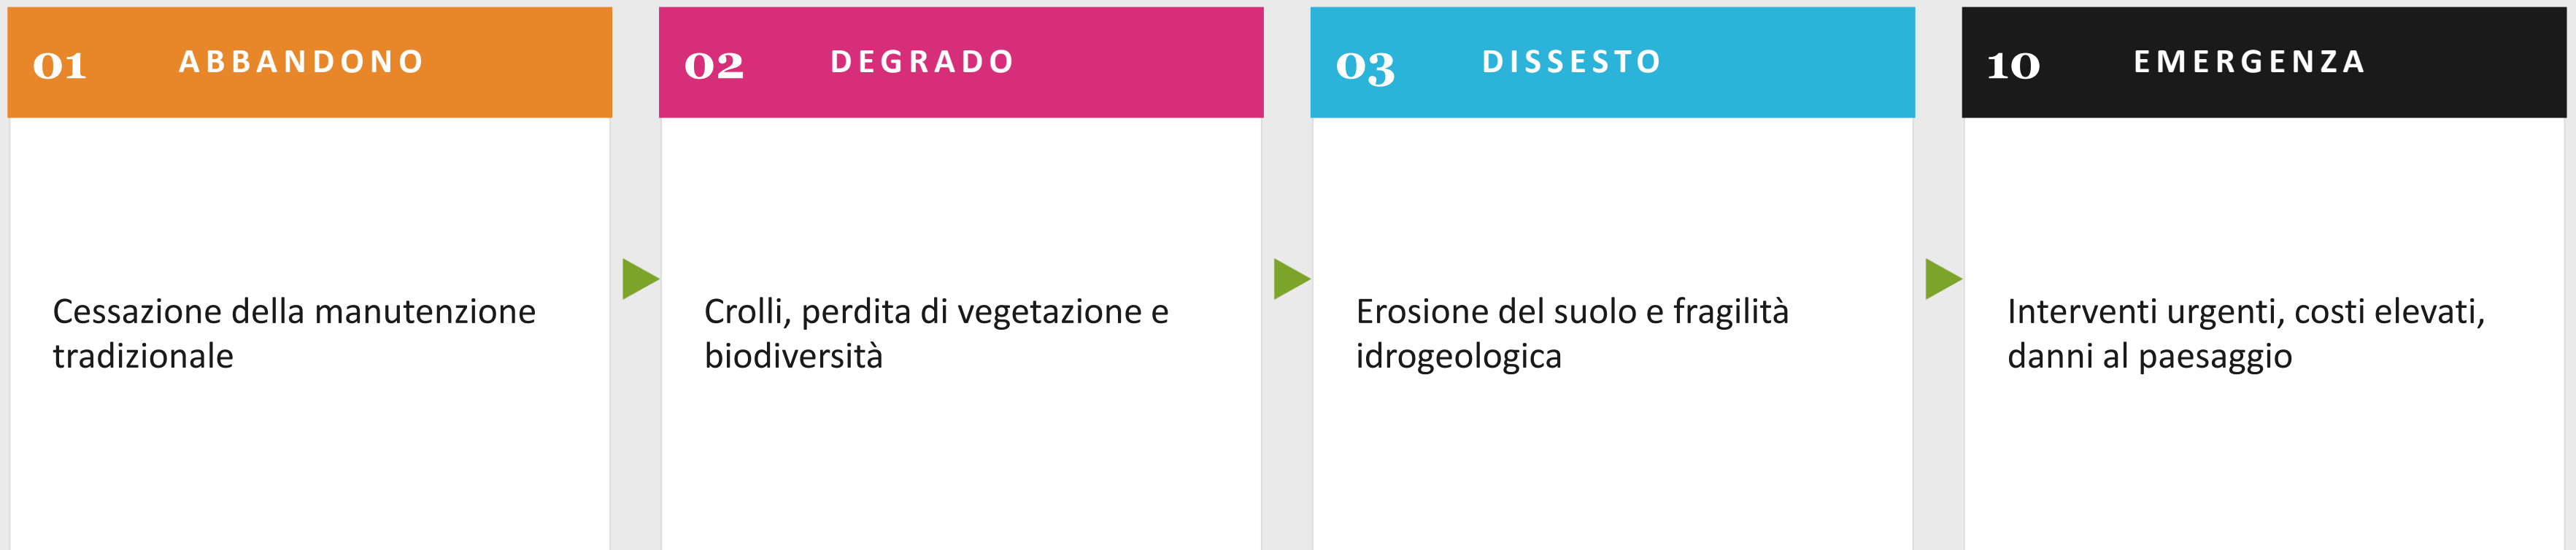 01 ABBANDONO
Cessazione della manutenzione
tradizionale
02 DEGRADO
Crolli, perdita di vegetazione e
biodiversità
03 DISSESTO
Erosione del suolo e fragilità
idrogeologica
10 EMERGENZA
Interventi urgenti, costi elevati,
danni al paesaggio